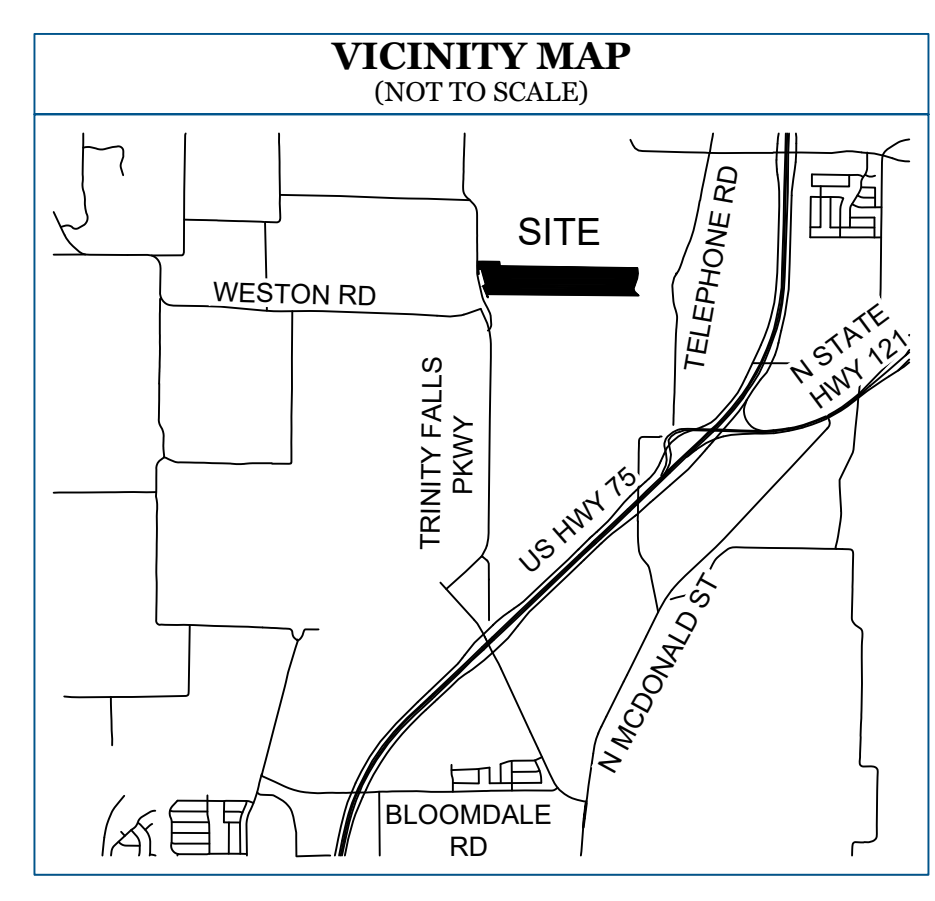 VICINITY MAP
(NOT TO SCALE)
SITE
TELEPHONE RD
WESTON RD
N STATE
HWY 121
TRINITY FALLS
PKWY
US HWY 75
N MCDONALD ST
BLOOMDALE
RD